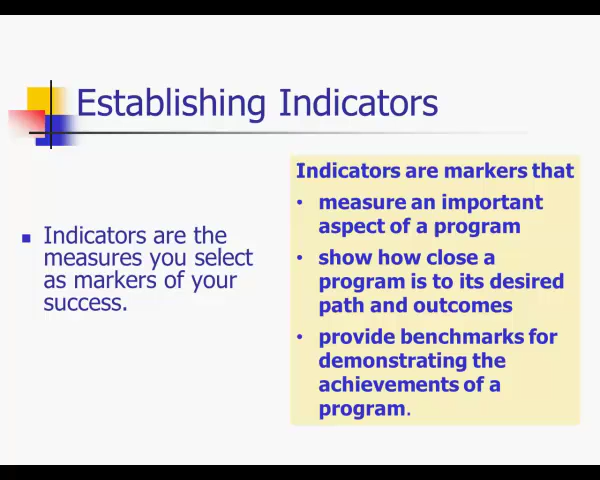 Establishing Indicators
Indicators are the
measures you select
as markers of your
success.
Indicators are markers that
• measure an important
aspect of a program
• show how close a
program is to its desired
path and outcomes
• provide benchmarks for
demonstrating the
achievements of a
program.